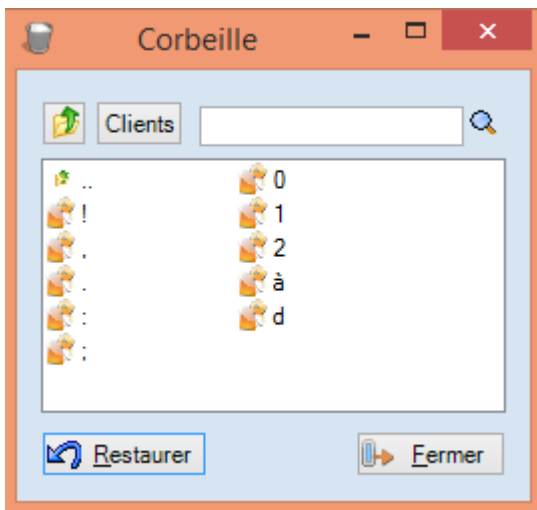 Corbeille
Clients
..
!
,
.
:
;
0
1
2
à
d
Restaurer
Fermer